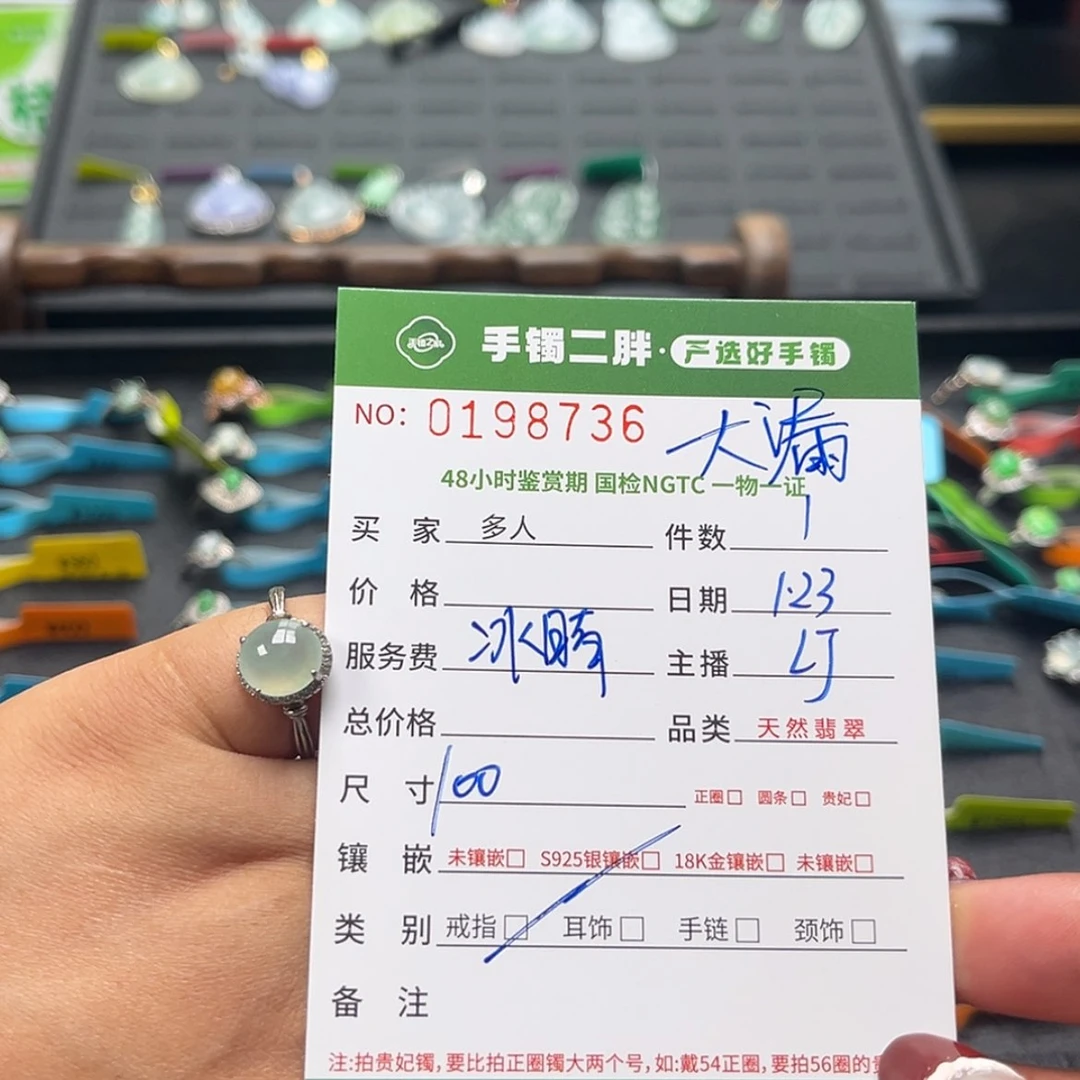 手镯二胖·严选好手镯
NO: 0198736 大漏
48小时鉴赏期 国检NGTC 一物一证
买家 多人 件数 1
价格 日期 1.23
服务费 冰晴 主播 LJ
总价格 品类 天然翡翠
尺寸 100 正圈□ 圆条□ 贵妃□
镶嵌 未镶嵌□ S925银镶嵌□ 18K金镶嵌□ 未镶嵌□
类别 戒指□ 耳饰□ 手链□ 颈饰□
备注
注:拍贵妃镯,要比拍正圈镯大两个号,如:戴54正圈,要拍56圈的贵